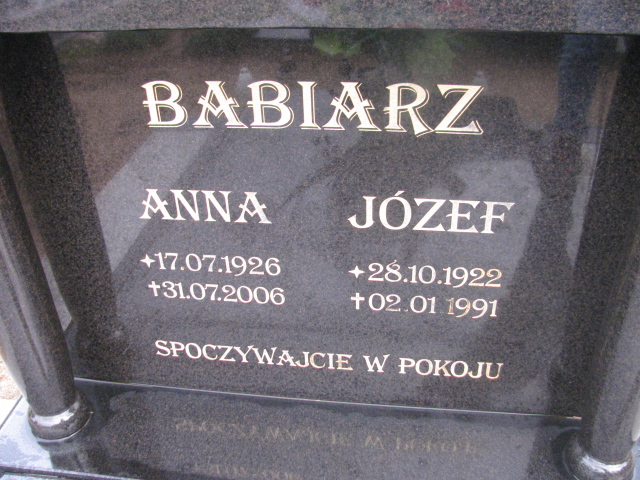 BABIARZ
ANNA JÓZEF
✦17.07.1926 ✦28.10.1922
✝31.07.2006 ✝02.01 1991
SPOCZYWAJCIE W POKOJU